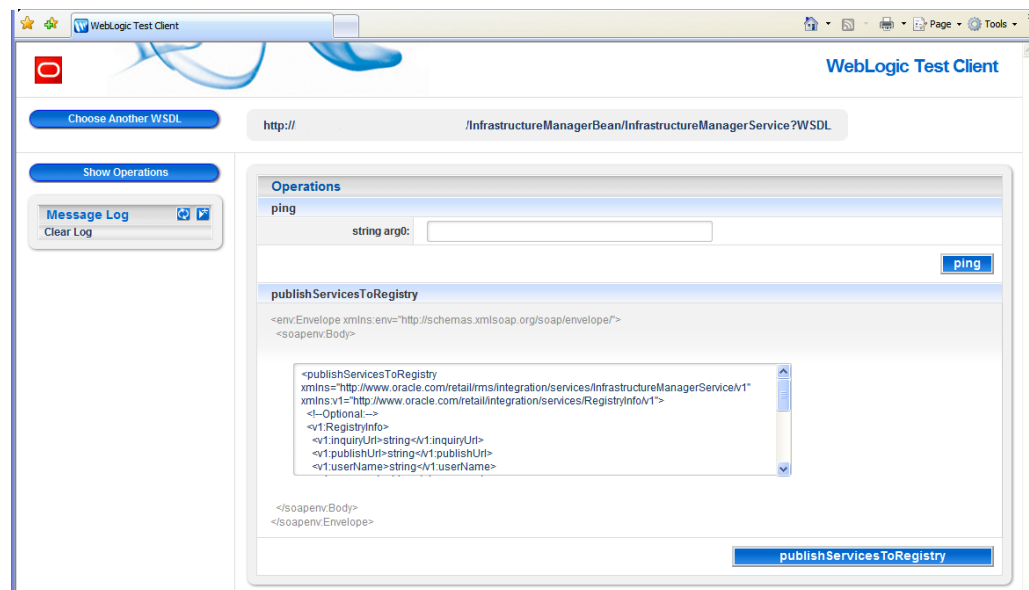 WebLogic Test Client
Page
Tools
WebLogic Test Client
Choose Another WSDL
http://
/InfrastructureManagerBean/InfrastructureManagerService?WSDL
Show Operations
Message Log
Clear Log
Operations
ping
string arg0:
ping
publishServicesToRegistry
<env:Envelope xmlns:env="http://schemas.xmlsoap.org/soap/envelope/">
<soapenv:Body>
<publishServicesToRegistry
xmlns="http://www.oracle.com/retail/rms/integration/services/InfrastructureManagerService/v1"
xmlns:v1="http://www.oracle.com/retail/integration/services/RegistryInfo/v1">
<!--Optional:-->
<v1:RegistryInfo>
<v1:inquiryUrl>string</v1:inquiryUrl>
<v1:publishUrl>string</v1:publishUrl>
<v1:userName>string</v1:userName>
</soapenv:Body>
</soapenv:Envelope>
publishServicesToRegistry